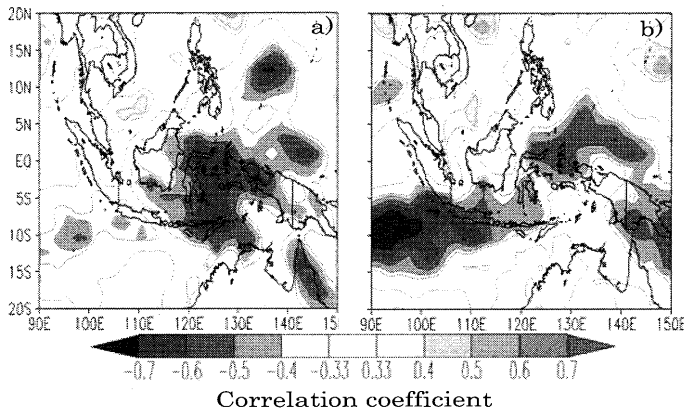 20N
15N
10N
5N
EQ
5S
10S
15S
20S
a)
b)
90E 100E 110E 120E 130E 140E 15
90E 100E 110E 120E 130E 140E 150E
-0.7 -0.6 -0.5 -0.4 -0.33 0.33 0.4 0.5 0.6 0.7
Correlation coefficient